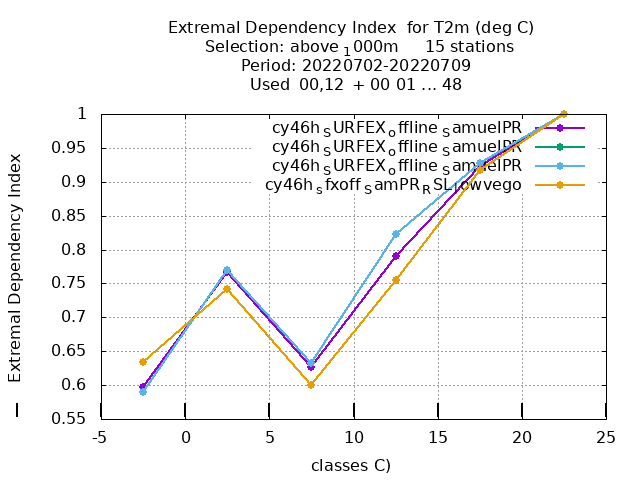 Extremal Dependency Index  for T2m (deg C)
Selection: above 1000m     15 stations
Period: 20220702-20220709
Used  00,12  + 00 01 ... 48
Extremal Dependency Index
1
0.95
0.9
0.85
0.8
0.75
0.7
0.65
0.6
0.55
cy46h SURFEX offline SamuelPR
cy46h SURFEX offline SamuelPR
cy46h SURFEX offline SamuelPR
cy46h sfxoff SamPR RSL lowvego
-5
0
5
10
15
20
25
classes C)